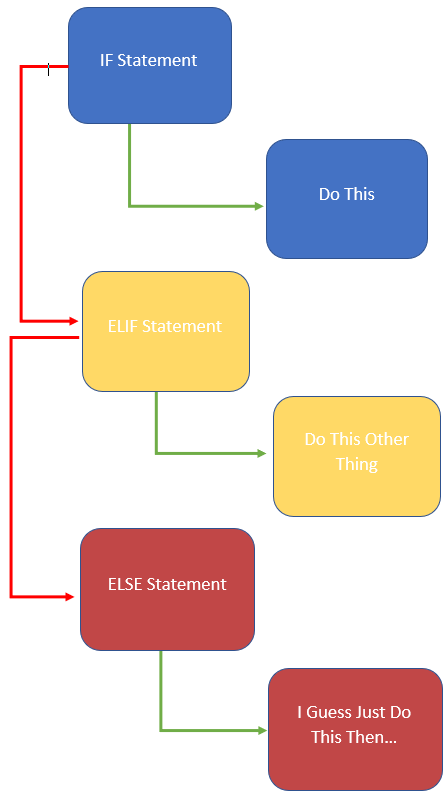 IF Statement
Do This
ELIF Statement
Do This Other
Thing
ELSE Statement
I Guess Just Do
This Then...